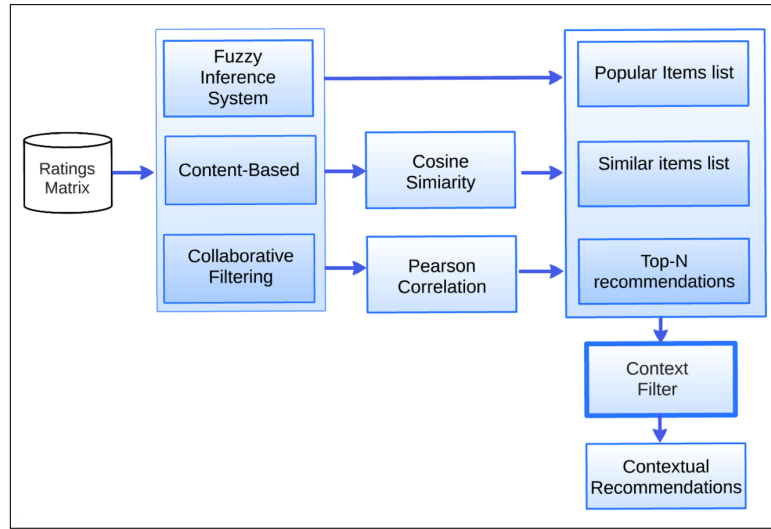 Fuzzy
Inference
System
Popular Items list
Ratings
Matrix
Content-Based
Cosine
Simiarity
Similar items list
Collaborative
Filtering
Pearson
Correlation
Top-N
recommendations
Context
Filter
Contextual
Recommendations